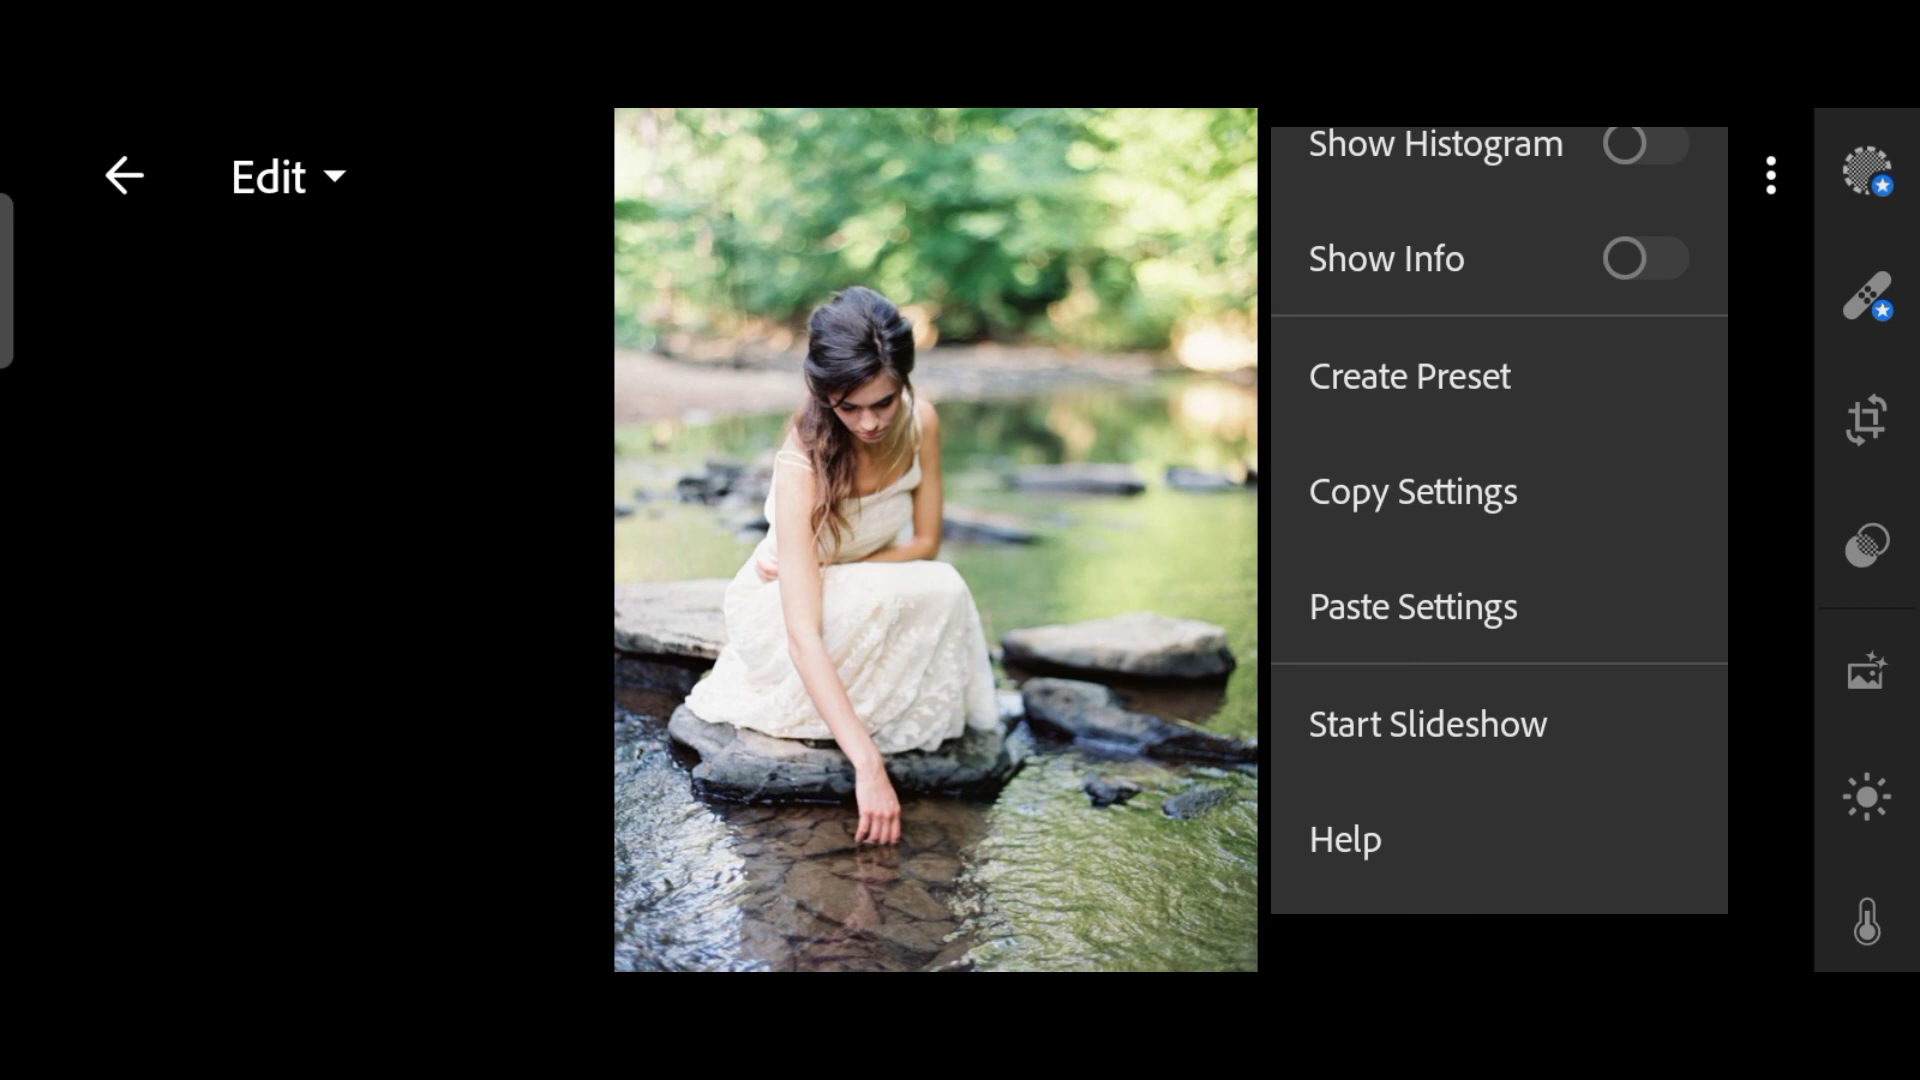 Edit
Show Histogram
Show Info
Create Preset
Copy Settings
Paste Settings
Start Slideshow
Help